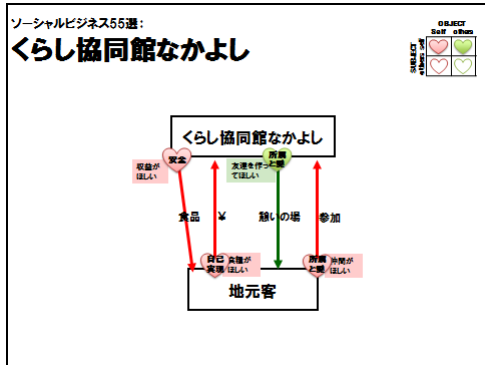 ソーシャルビジネス55選：
くらし協同館なかよし
OBJECT
Self others
SUBJECT
others self
くらし協同館なかよし
収益が
ほしい
安全
友達を作っ
てほしい
所属
と愛
食品
¥
憩いの場
参加
自己
実現
食糧が
ほしい
所属
と愛
仲間が
ほしい
地元客